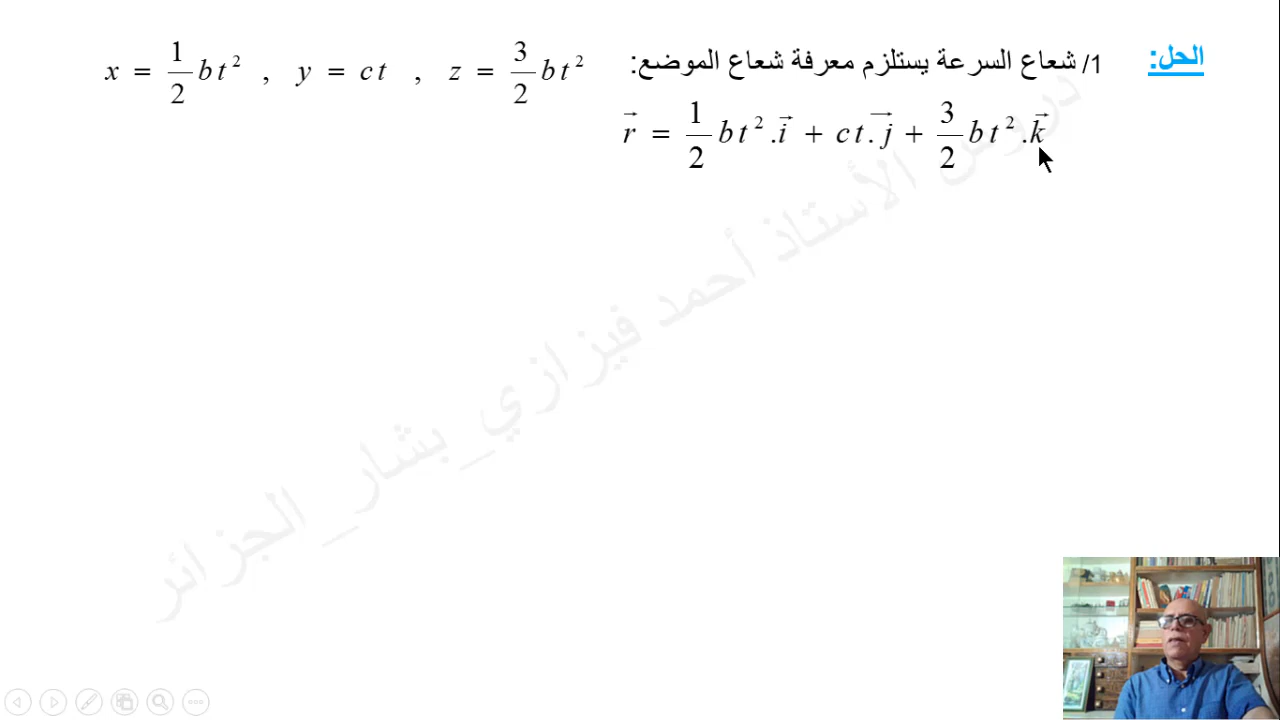 الحل:
1/ شعاع السرعة يستلزم معرفة شعاع الموضع: x = 1/2 bt² , y = ct , z = 3/2 bt²
r⃗ = 1/2 bt².i⃗ + ct.j⃗ + 3/2 bt².k⃗
دروس الأستاذ أحمد فيزازي_بشار_الجزائر